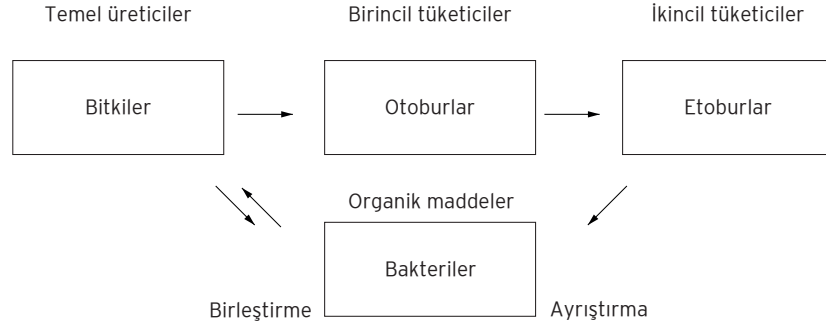 Temel üreticiler Birincil tüketiciler İkincil tüketiciler
Bitkiler Otoburlar Etoburlar
Organik maddeler
Bakteriler
Birleştirme Ayrıştırma